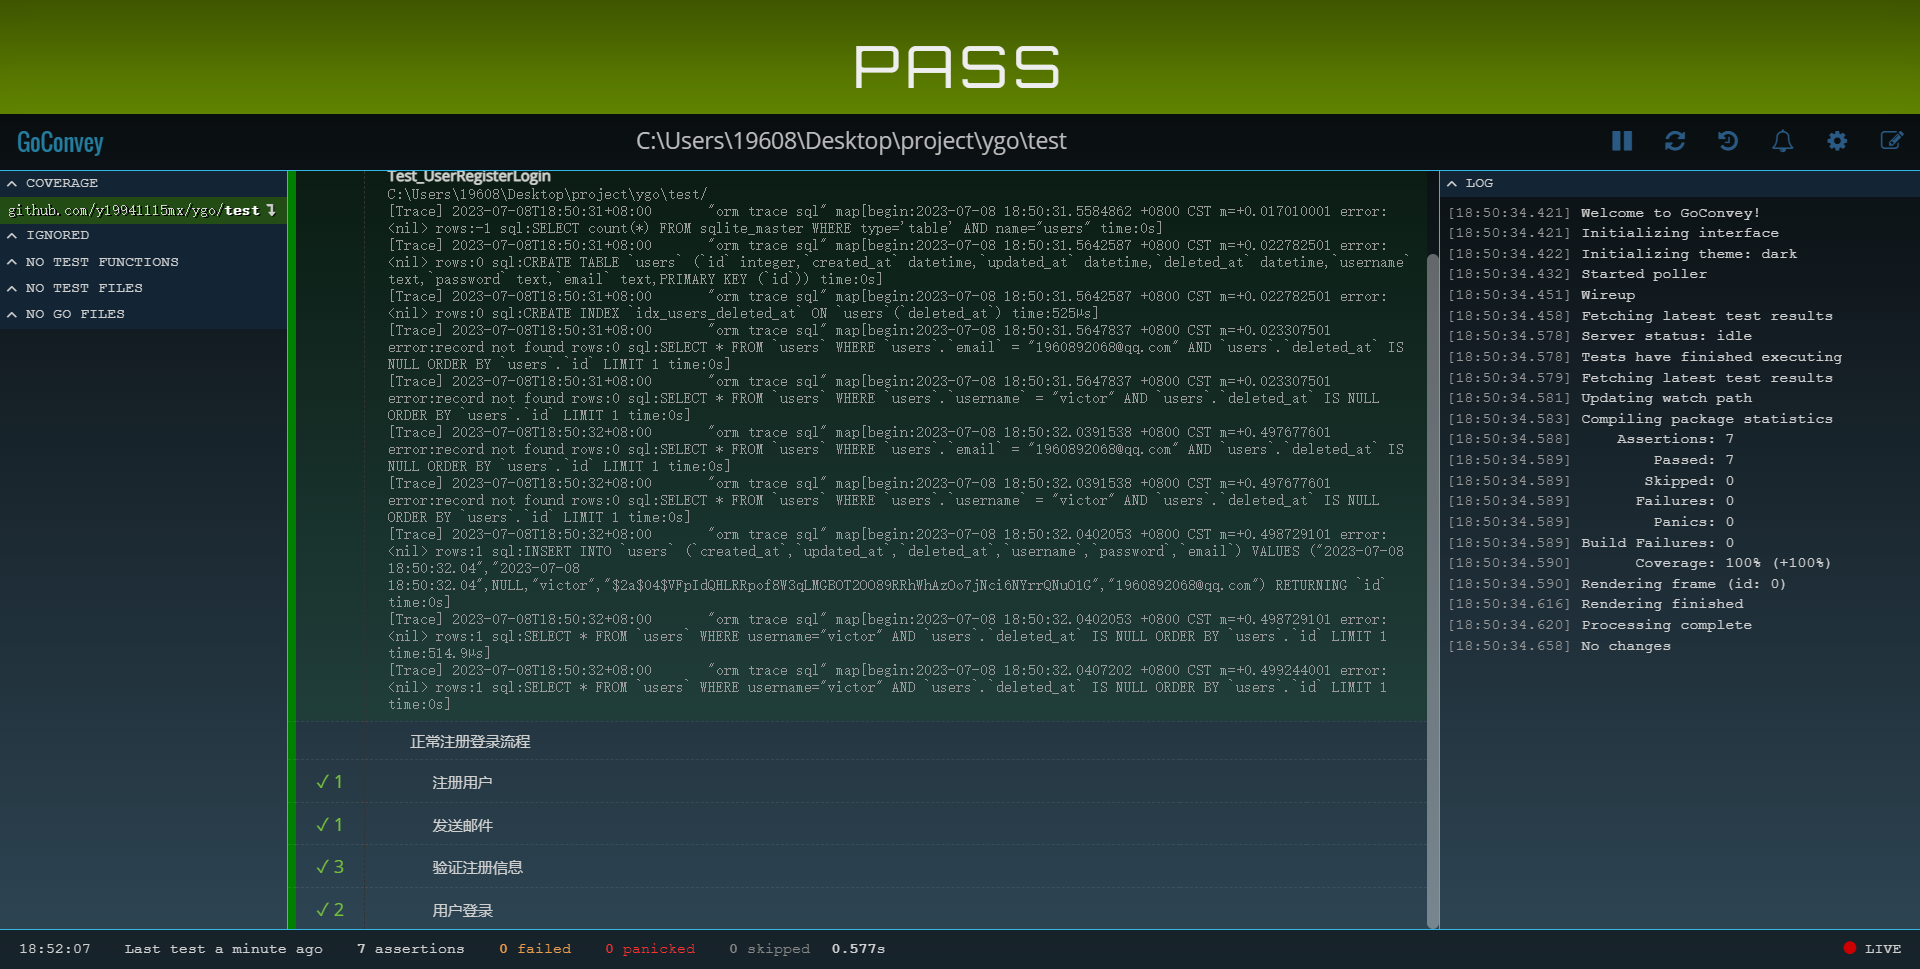 PASS
GoConvey
C:\Users\19608\Desktop\project\ygo\test
COVERAGE
github.com/y19941115mx/ygo/test
IGNORED
NO TEST FUNCTIONS
NO TEST FILES
NO GO FILES
Test_UserRegisterLogin
C:\Users\19608\Desktop\project\ygo\test/
[Trace] 2023-07-08T18:50:31+08:00 "orm trace sql" map[begin:2023-07-08 18:50:31.5584862 +0800 CST m=+0.017010001 error:
<nil> rows:-1 sql:SELECT count(*) FROM sqlite_master WHERE type='table' AND name="users" time:0s]
[Trace] 2023-07-08T18:50:31+08:00 "orm trace sql" map[begin:2023-07-08 18:50:31.5642587 +0800 CST m=+0.022782501 error:
<nil> rows:0 sql:CREATE TABLE `users` (`id` integer,`created_at` datetime,`updated_at` datetime,`deleted_at` datetime,`username`
text,`password` text,`email` text,PRIMARY KEY (`id`)) time:0s]
[Trace] 2023-07-08T18:50:31+08:00 "orm trace sql" map[begin:2023-07-08 18:50:31.5642587 +0800 CST m=+0.022782501 error:
<nil> rows:0 sql:CREATE INDEX `idx_users_deleted_at` ON `users`(`deleted_at`) time:525µs]
[Trace] 2023-07-08T18:50:31+08:00 "orm trace sql" map[begin:2023-07-08 18:50:31.5647837 +0800 CST m=+0.023307501
error:record not found rows:0 sql:SELECT * FROM `users` WHERE `users`.`email` = "1960892068@qq.com" AND `users`.`deleted_at` IS
NULL ORDER BY `users`.`id` LIMIT 1 time:0s]
[Trace] 2023-07-08T18:50:31+08:00 "orm trace sql" map[begin:2023-07-08 18:50:31.5647837 +0800 CST m=+0.023307501
error:record not found rows:0 sql:SELECT * FROM `users` WHERE `users`.`username` = "victor" AND `users`.`deleted_at` IS NULL
ORDER BY `users`.`id` LIMIT 1 time:0s]
[Trace] 2023-07-08T18:50:32+08:00 "orm trace sql" map[begin:2023-07-08 18:50:32.0391538 +0800 CST m=+0.497677601
error:record not found rows:0 sql:SELECT * FROM `users` WHERE `users`.`email` = "1960892068@qq.com" AND `users`.`deleted_at` IS
NULL ORDER BY `users`.`id` LIMIT 1 time:0s]
[Trace] 2023-07-08T18:50:32+08:00 "orm trace sql" map[begin:2023-07-08 18:50:32.0391538 +0800 CST m=+0.497677601
error:record not found rows:0 sql:SELECT * FROM `users` WHERE `users`.`username` = "victor" AND `users`.`deleted_at` IS NULL
ORDER BY `users`.`id` LIMIT 1 time:0s]
[Trace] 2023-07-08T18:50:32+08:00 "orm trace sql" map[begin:2023-07-08 18:50:32.0402053 +0800 CST m=+0.498729101 error:
<nil> rows:1 sql:INSERT INTO `users` (`created_at`,`updated_at`,`deleted_at`,`username`,`password`,`email`) VALUES ("2023-07-08
18:50:32.04","2023-07-08
18:50:32.04",NULL,"victor","$2a$04$VFpIdQHLRRpof8W3qLMGBOT2OO89RRhWhAzOo7jNci6NYrrQNuO1G","1960892068@qq.com") RETURNING `id`
time:0s]
[Trace] 2023-07-08T18:50:32+08:00 "orm trace sql" map[begin:2023-07-08 18:50:32.0402053 +0800 CST m=+0.498729101 error:
<nil> rows:1 sql:SELECT * FROM `users` WHERE username="victor" AND `users`.`deleted_at` IS NULL ORDER BY `users`.`id` LIMIT 1
time:514.9µs]
[Trace] 2023-07-08T18:50:32+08:00 "orm trace sql" map[begin:2023-07-08 18:50:32.0407202 +0800 CST m=+0.499244001 error:
<nil> rows:1 sql:SELECT * FROM `users` WHERE username="victor" AND `users`.`deleted_at` IS NULL ORDER BY `users`.`id` LIMIT 1
time:0s]
正常注册登录流程
✓ 1 注册用户
✓ 1 发送邮件
✓ 3 验证注册信息
✓ 2 用户登录
LOG
[18:50:34.421] Welcome to GoConvey!
[18:50:34.421] Initializing interface
[18:50:34.422] Initializing theme: dark
[18:50:34.432] Started poller
[18:50:34.451] Wireup
[18:50:34.458] Fetching latest test results
[18:50:34.578] Server status: idle
[18:50:34.578] Tests have finished executing
[18:50:34.579] Fetching latest test results
[18:50:34.581] Updating watch path
[18:50:34.583] Compiling package statistics
[18:50:34.588] Assertions: 7
[18:50:34.589] Passed: 7
[18:50:34.589] Skipped: 0
[18:50:34.589] Failures: 0
[18:50:34.589] Panics: 0
[18:50:34.589] Build Failures: 0
[18:50:34.590] Coverage: 100% (+100%)
[18:50:34.590] Rendering frame (id: 0)
[18:50:34.616] Rendering finished
[18:50:34.620] Processing complete
[18:50:34.658] No changes
18:52:07 Last test a minute ago 7 assertions 0 failed 0 panicked 0 skipped 0.577s LIVE